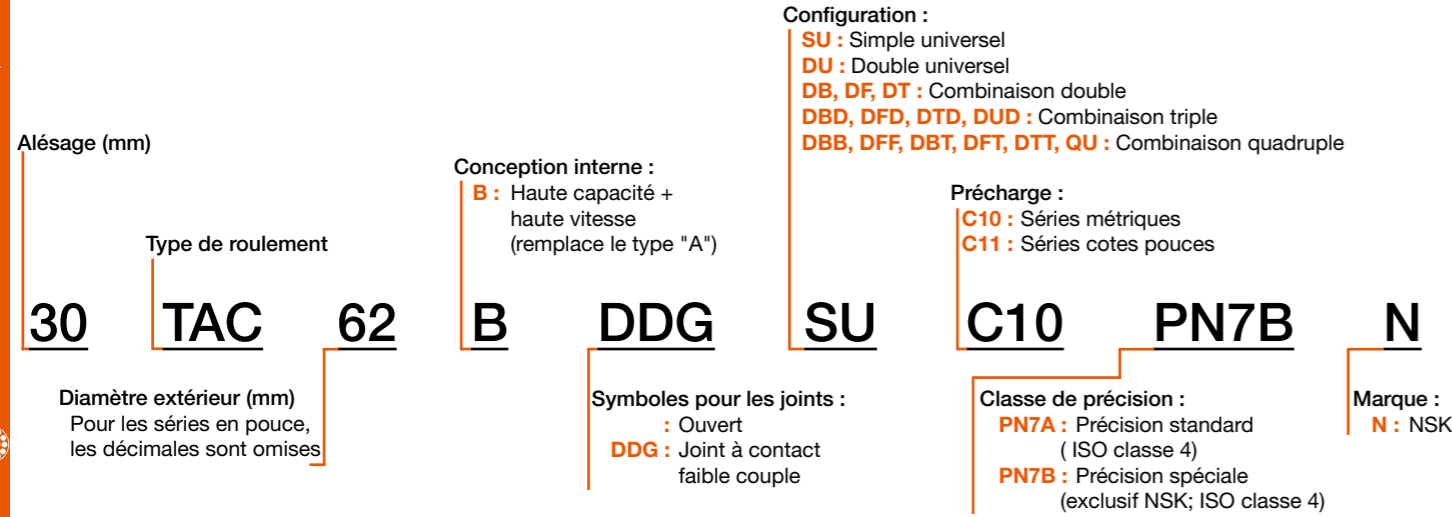 Configuration :
SU : Simple universel
DU : Double universel
DB, DF, DT : Combinaison double
DBD, DFD, DTD, DUD : Combinaison triple
DBB, DFF, DBT, DFT, DTT, QU : Combinaison quadruple
Alésage (mm)
Conception interne :
B : Haute capacité +
haute vitesse
(remplace le type "A")
Précharge :
C10 : Séries métriques
C11 : Séries cotes pouces
Type de roulement
30 TAC 62 B DDG SU C10 PN7B N
Diamètre extérieur (mm)
Pour les séries en pouce,
les décimales sont omises
Symboles pour les joints :
: Ouvert
DDG : Joint à contact
faible couple
Classe de précision :
PN7A : Précision standard
( ISO classe 4)
PN7B : Précision spéciale
(exclusif NSK; ISO classe 4)
Marque :
N : NSK